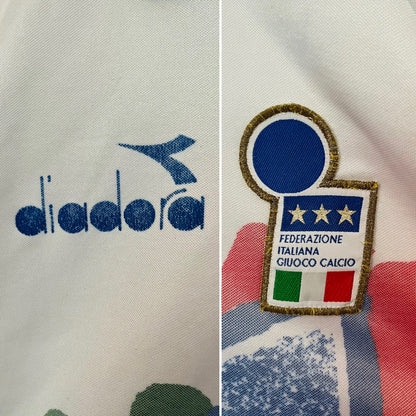 diadora
FEDERAZIONE
ITALIANA
GIUOCO CALCIO